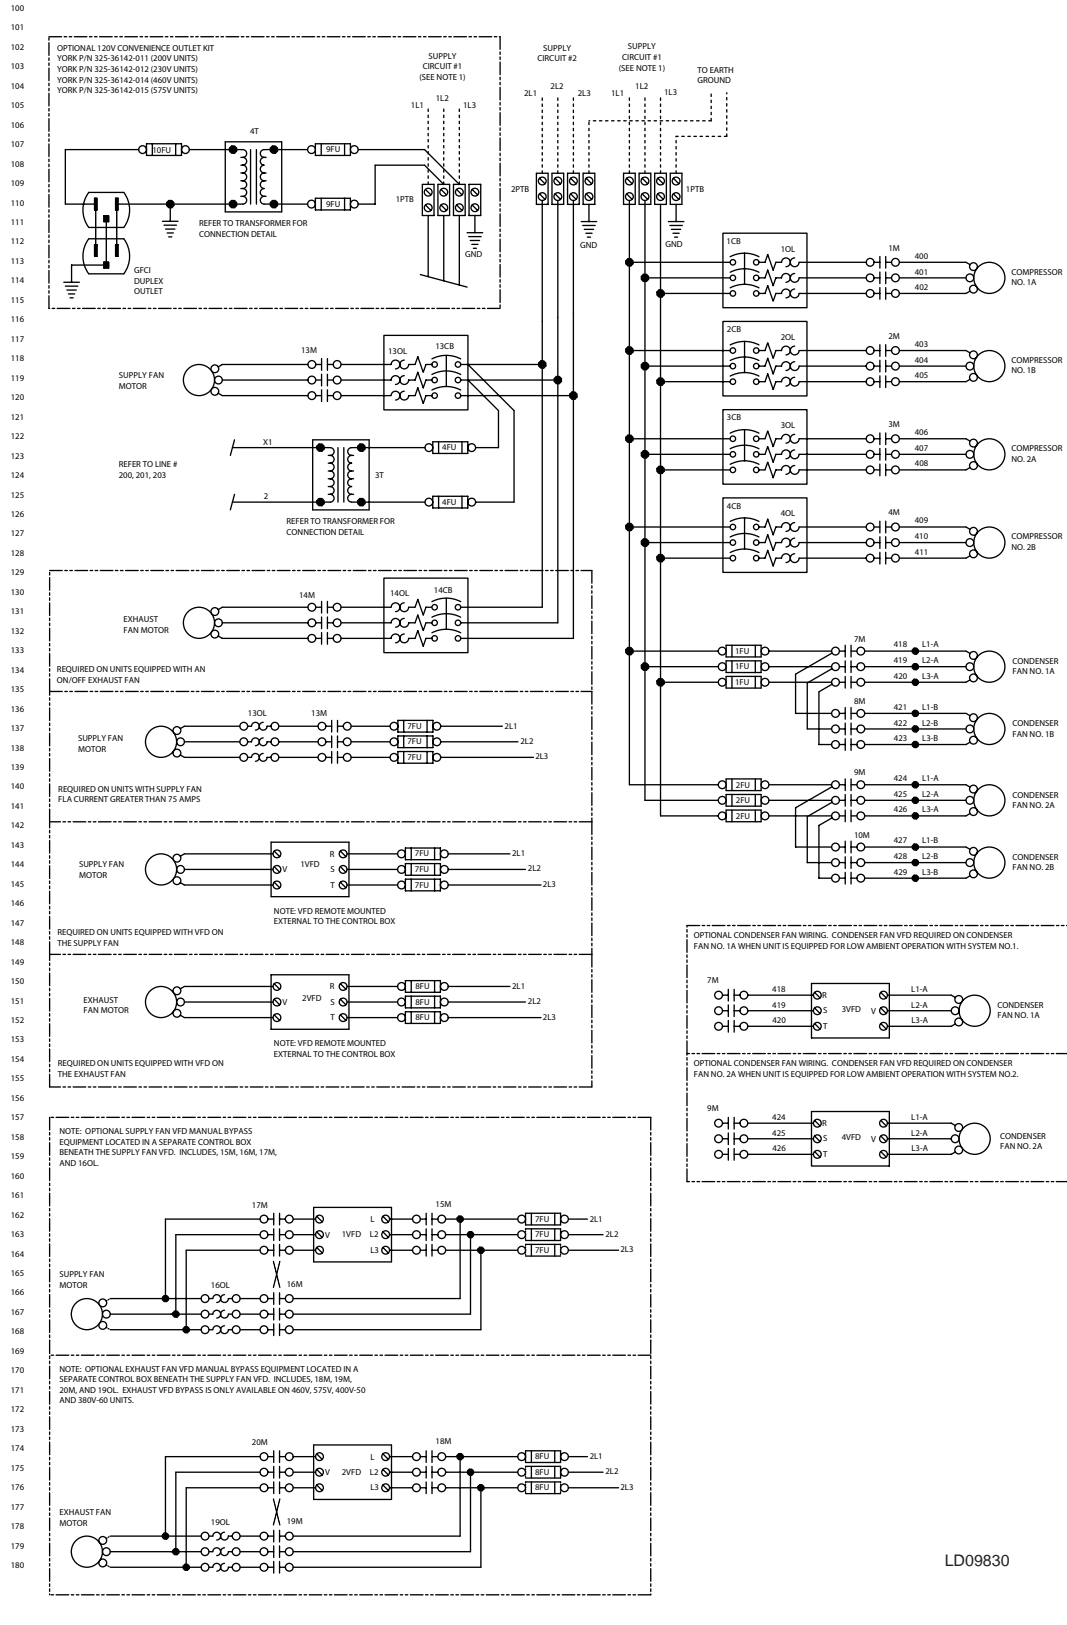 100
101
102
103
104
105
106
107
108
109
110
111
112
113
114
115
116
117
118
119
120
121
122
123
124
125
126
127
128
129
130
131
132
133
134
135
136
137
138
139
140
141
142
143
144
145
146
147
148
149
150
151
152
153
154
155
156
157
158
159
160
161
162
163
164
165
166
167
168
169
170
171
172
173
174
175
176
177
178
179
180
OPTIONAL 120V CONVENIENCE OUTLET KIT
YORK P/N 325-36142-011 (200V UNITS)
YORK P/N 325-36142-012 (230V UNITS)
YORK P/N 325-36142-014 (460V UNITS)
YORK P/N 325-36142-015 (575V UNITS)
SUPPLY
CIRCUIT #1
(SEE NOTE 1)
1L1
1L2
1L3
4T
10FU
9FU
9FU
1PTB
GND
REFER TO TRANSFORMER FOR
CONNECTION DETAIL
GFCI
DUPLEX
OUTLET
SUPPLY
CIRCUIT #2
2L1
2L2
2L3
SUPPLY
CIRCUIT #1
(SEE NOTE 1)
1L1
1L2
1L3
TO EARTH
GROUND
2PTB
GND
1PTB
GND
SUPPLY FAN
MOTOR
13M
13OL
13CB
REFER TO LINE #
200, 201, 203
X1
2
3T
4FU
4FU
REFER TO TRANSFORMER FOR
CONNECTION DETAIL
EXHAUST
FAN MOTOR
14M
14OL
14CB
REQUIRED ON UNITS EQUIPPED WITH AN
ON/OFF EXHAUST FAN
SUPPLY FAN
MOTOR
13OL
13M
7FU
7FU
7FU
2L1
2L2
2L3
REQUIRED ON UNITS WITH SUPPLY FAN
FLA CURRENT GREATER THAN 75 AMPS
SUPPLY FAN
MOTOR
V
1VFD
R
S
T
7FU
7FU
7FU
2L1
2L2
2L3
NOTE: VFD REMOTE MOUNTED
EXTERNAL TO THE CONTROL BOX
REQUIRED ON UNITS EQUIPPED WITH VFD ON
THE SUPPLY FAN
EXHAUST
FAN MOTOR
V
2VFD
R
S
T
8FU
8FU
8FU
2L1
2L2
2L3
NOTE: VFD REMOTE MOUNTED
EXTERNAL TO THE CONTROL BOX
REQUIRED ON UNITS EQUIPPED WITH VFD ON
THE EXHAUST FAN
NOTE: OPTIONAL SUPPLY FAN VFD MANUAL BYPASS
EQUIPMENT LOCATED IN A SEPARATE CONTROL BOX
BENEATH THE SUPPLY FAN VFD. INCLUDES, 15M, 16M, 17M,
AND 16OL.
17M
V
1VFD
L
L2
L3
15M
7FU
7FU
7FU
2L1
2L2
2L3
SUPPLY FAN
MOTOR
16OL
16M
NOTE: OPTIONAL EXHAUST FAN VFD MANUAL BYPASS EQUIPMENT LOCATED IN A
SEPARATE CONTROL BOX BENEATH THE SUPPLY FAN VFD. INCLUDES, 18M, 19M,
20M, AND 19OL. EXHAUST VFD BYPASS IS ONLY AVAILABLE ON 460V, 575V, 400V-50
AND 380V-60 UNITS.
20M
V
2VFD
L
L2
L3
18M
8FU
8FU
8FU
2L1
2L2
2L3
EXHAUST FAN
MOTOR
19OL
19M
1CB
1OL
1M
400
401
402
COMPRESSOR
NO. 1A
2CB
2OL
2M
403
404
405
COMPRESSOR
NO. 1B
3CB
3OL
3M
406
407
408
COMPRESSOR
NO. 2A
4CB
4OL
4M
409
410
411
COMPRESSOR
NO. 2B
1FU
1FU
1FU
7M
418
419
420
L1-A
L2-A
L3-A
CONDENSER
FAN NO. 1A
8M
421
422
423
L1-B
L2-B
L3-B
CONDENSER
FAN NO. 1B
2FU
2FU
2FU
9M
424
425
426
L1-A
L2-A
L3-A
CONDENSER
FAN NO. 2A
10M
427
428
429
L1-B
L2-B
L3-B
CONDENSER
FAN NO. 2B
OPTIONAL CONDENSER FAN WIRING. CONDENSER FAN VFD REQUIRED ON CONDENSER
FAN NO. 1A WHEN UNIT IS EQUIPPED FOR LOW AMBIENT OPERATION WITH SYSTEM NO.1.
7M
418
419
420
R
S
T
3VFD
V
L1-A
L2-A
L3-A
CONDENSER
FAN NO. 1A
OPTIONAL CONDENSER FAN WIRING. CONDENSER FAN VFD REQUIRED ON CONDENSER
FAN NO. 2A WHEN UNIT IS EQUIPPED FOR LOW AMBIENT OPERATION WITH SYSTEM NO.2.
9M
424
425
426
R
S
T
4VFD
V
L1-A
L2-A
L3-A
CONDENSER
FAN NO. 2A
LD09830